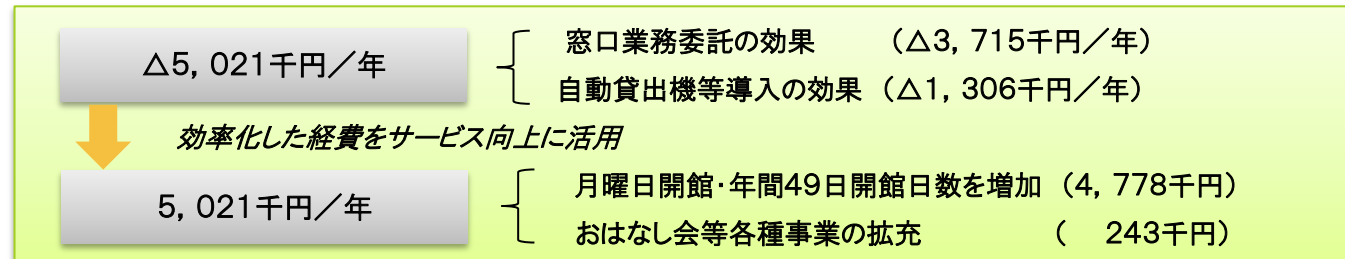 △5，021千円／年
窓口業務委託の効果　（△3，715千円／年）
自動貸出機等導入の効果（△1，306千円／年）
効率化した経費をサービス向上に活用
5，021千円／年
月曜日開館・年間49日開館日数を増加（4，778千円）
おはなし会等各種事業の拡充　（　243千円）